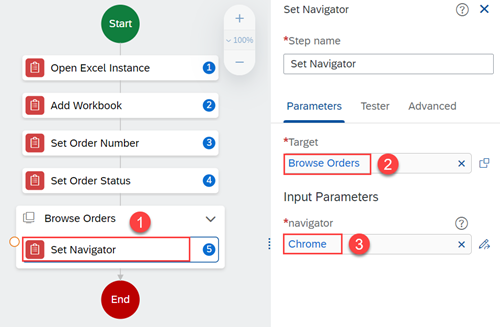 Start
100%
Open Excel Instance 1
Add Workbook 2
Set Order Number 3
Set Order Status 4
Browse Orders 1
Set Navigator 5
End
Set Navigator ?
*Step name
Set Navigator
Parameters Tester Advanced
*Target
Browse Orders 2
Input Parameters
*navigator ?
Chrome 3